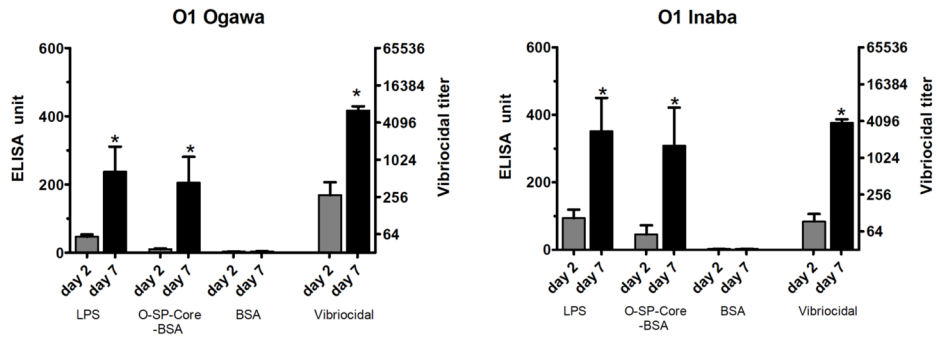 O1 Ogawa
600
400
200
0
ELISA unit
65536
16384
4096
1024
256
64
Vibriocidal titer
* * *
day 2 day 7 day 2 day 7 day 2 day 7 day 2 day 7
LPS O-SP-Core BSA Vibriocidal
-BSA
O1 Inaba
600
400
200
0
ELISA unit
65536
16384
4096
1024
256
64
Vibriocidal titer
* * *
day 2 day 7 day 2 day 7 day 2 day 7 day 2 day 7
LPS O-SP-Core BSA Vibriocidal
-BSA